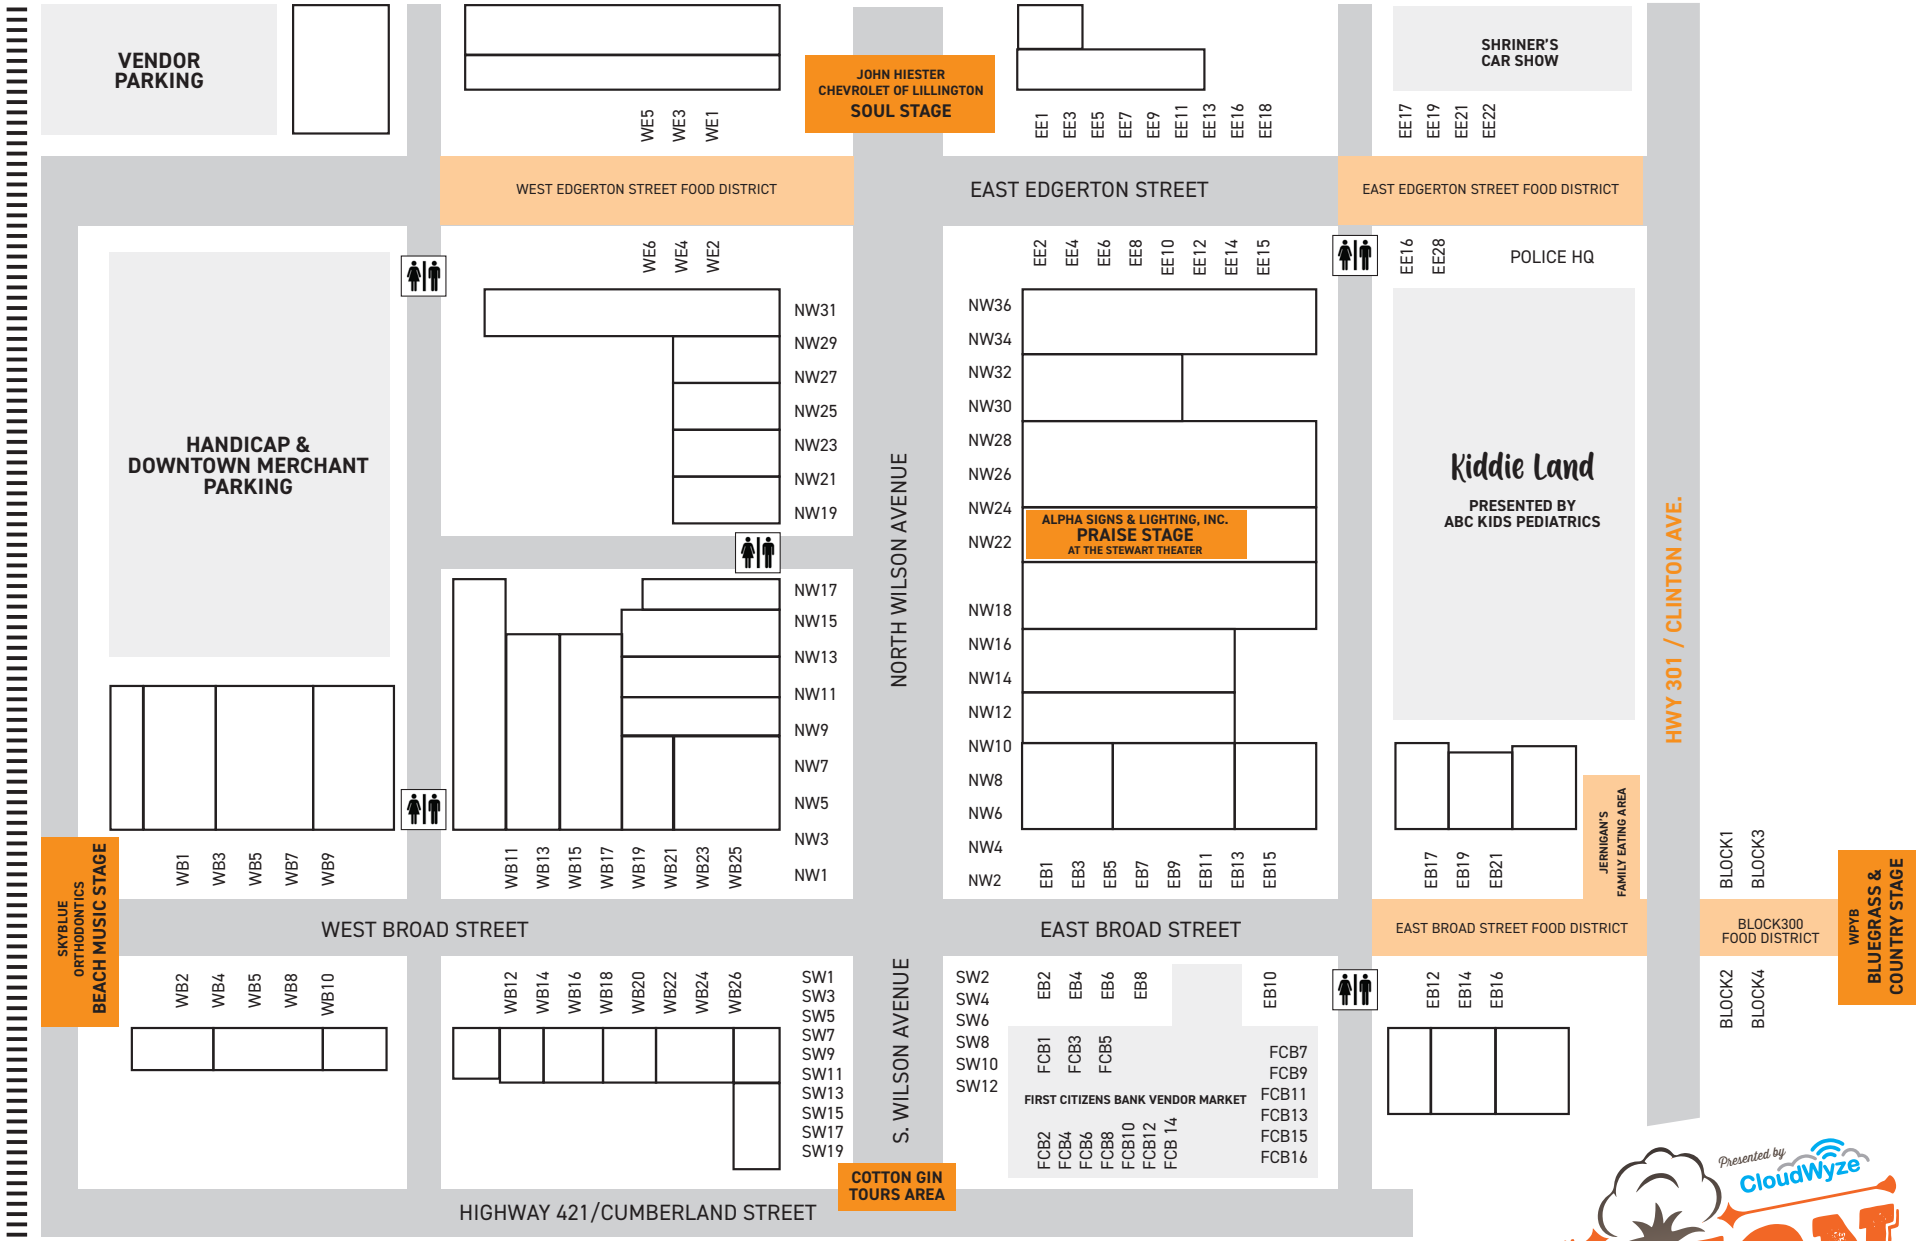 VENDOR
PARKING
JOHN HIESTER
CHEVROLET OF LILLINGTON
SOUL STAGE
SHRINER'S
CAR SHOW
WE5
WE3
WE1
EE1
EE3
EE5
EE7
EE9
EE11
EE13
EE16
EE18
EE17
EE19
EE21
EE22
WEST EDGERTON STREET FOOD DISTRICT
EAST EDGERTON STREET
EAST EDGERTON STREET FOOD DISTRICT
WE6
WE4
WE2
EE2
EE4
EE6
EE8
EE10
EE12
EE14
EE15
EE16
EE28
POLICE HQ
HANDICAP &
DOWNTOWN MERCHANT
PARKING
NW31
NW29
NW27
NW25
NW23
NW21
NW19
NW17
NW15
NW13
NW11
NW9
NW7
NW5
NW3
NW1
NORTH WILSON AVENUE
NW36
NW34
NW32
NW30
NW28
NW26
NW24
NW22
NW18
NW16
NW14
NW12
NW10
NW8
NW6
NW4
NW2
ALPHA SIGNS & LIGHTING, INC.
PRAISE STAGE
AT THE STEWART THEATER
Kiddie Land
PRESENTED BY
ABC KIDS PEDIATRICS
HWY 301 / CLINTON AVE.
JERNIGAN'S
FAMILY EATING AREA
SKYBLUE
ORTHODONTICS
BEACH MUSIC STAGE
WB1
WB3
WB5
WB7
WB9
WB11
WB13
WB15
WB17
WB19
WB21
WB23
WB25
EB1
EB3
EB5
EB7
EB9
EB11
EB13
EB15
EB17
EB19
EB21
BLOCK1
BLOCK3
WEST BROAD STREET
EAST BROAD STREET
EAST BROAD STREET FOOD DISTRICT
BLOCK300
FOOD DISTRICT
WPYB
BLUEGRASS &
COUNTRY STAGE
WB2
WB4
WB5
WB8
WB10
WB12
WB14
WB16
WB18
WB20
WB22
WB24
WB26
SW1
SW3
SW5
SW7
SW9
SW11
SW13
SW15
SW17
SW19
S. WILSON AVENUE
SW2
SW4
SW6
SW8
SW10
SW12
EB2
EB4
EB6
EB8
EB10
EB12
EB14
EB16
BLOCK2
BLOCK4
FCB1
FCB3
FCB5
FCB7
FCB9
FCB11
FCB13
FCB15
FCB16
FIRST CITIZENS BANK VENDOR MARKET
FCB2
FCB4
FCB6
FCB8
FCB10
FCB12
FCB 14
COTTON GIN
TOURS AREA
HIGHWAY 421/CUMBERLAND STREET
Presented by
CloudWyze